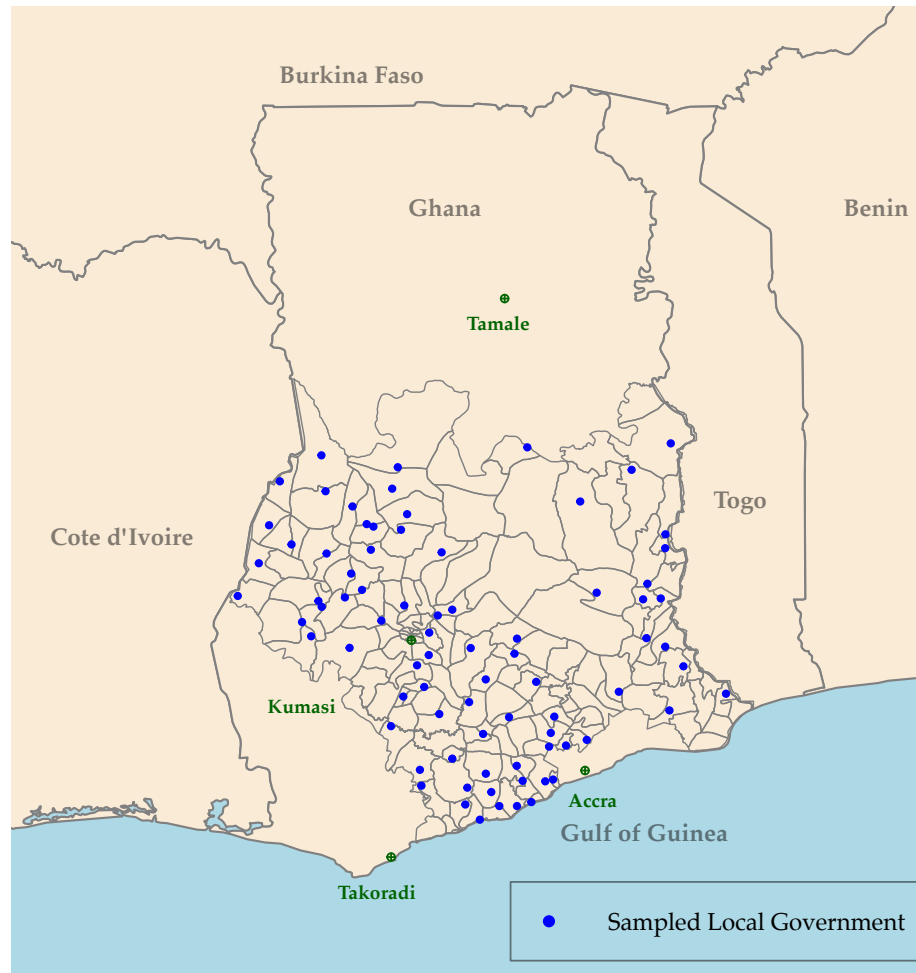 Burkina Faso
Ghana
Benin
Tamale
Togo
Cote d'Ivoire
Kumasi
Accra
Gulf of Guinea
Takoradi
Sampled Local Government